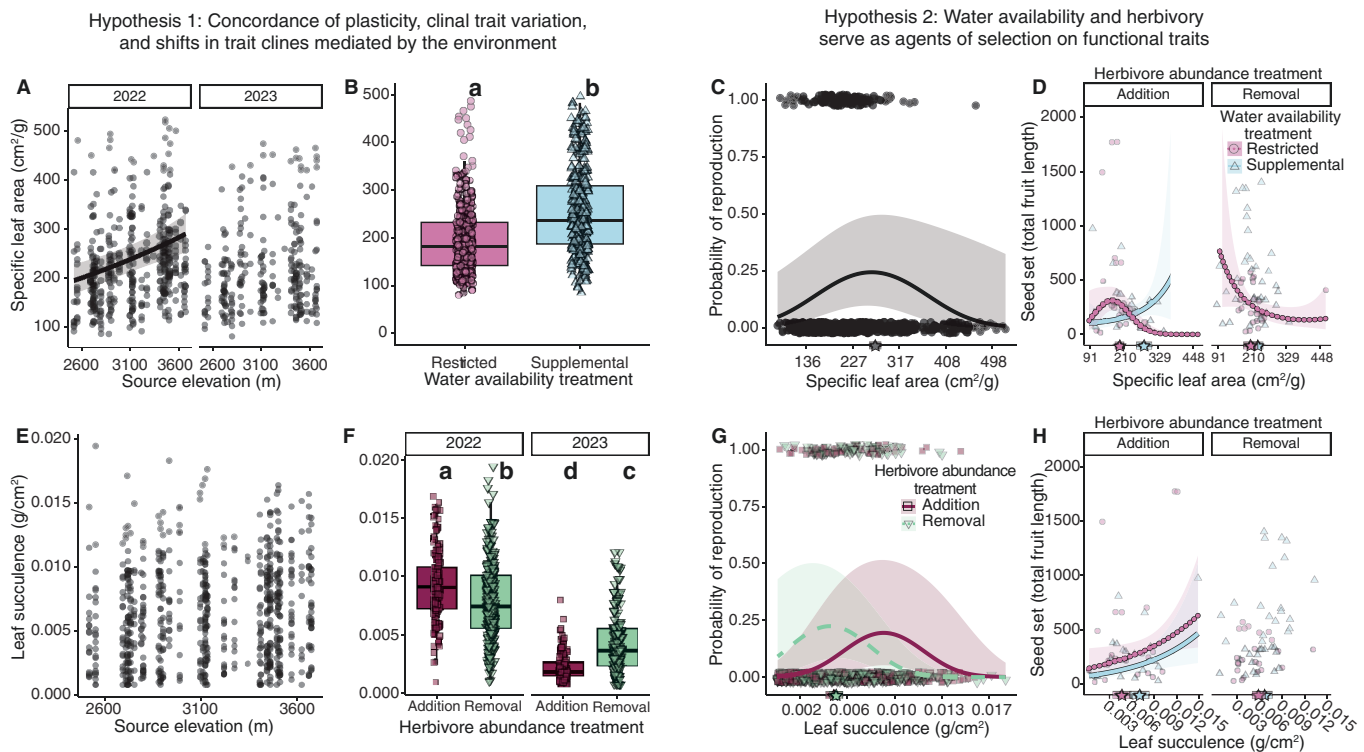 Hypothesis 1: Concordance of plasticity, clinal trait variation,
and shifts in trait clines mediated by the environment
Hypothesis 2: Water availability and herbivory
serve as agents of selection on functional traits
A
2022
2023
Specific leaf area (cm²/g)
500
400
300
200
100
2600
3100
3600
2600
3100
3600
Source elevation (m)
B
a
b
500
400
300
200
100
0
Restricted
Supplemental
Water availability treatment
C
Probability of reproduction
1.00
0.75
0.50
0.25
0.00
136
227
317
407
498
Specific leaf area (cm²/g)
D
Herbivore abundance treatment
Addition
Removal
Water availability
treatment
Restricted
Supplemental
Seed set (total fruit length)
2000
1500
1000
500
0
91
210
329
448
91
210
329
448
Specific leaf area (cm²/g)
E
Leaf succulence (g/cm²)
0.020
0.015
0.010
0.005
0.000
2600
3100
3600
Source elevation (m)
F
2022
2023
a
b
d
c
0.020
0.015
0.010
0.005
0.000
Addition
Removal
Addition
Removal
Herbivore abundance treatment
G
Probability of reproduction
1.00
0.75
0.50
0.25
0.00
Herbivore abundance
treatment
Addition
Removal
0.002
0.006
0.010
0.013
0.017
Leaf succulence (g/cm²)
H
Herbivore abundance treatment
Addition
Removal
Seed set (total fruit length)
2000
1500
1000
500
0
0.003
0.006
0.009
0.012
0.015
0.003
0.006
0.009
0.012
0.015
Leaf succulence (g/cm²)